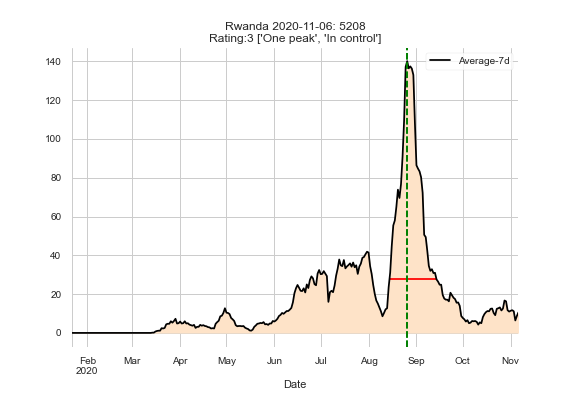 Rwanda 2020-11-06: 5208
Rating:3 ['One peak', 'In control']
Average-7d
140
120
100
80
60
40
20
0
Feb Mar Apr May Jun Jul Aug Sep Oct Nov
2020
Date